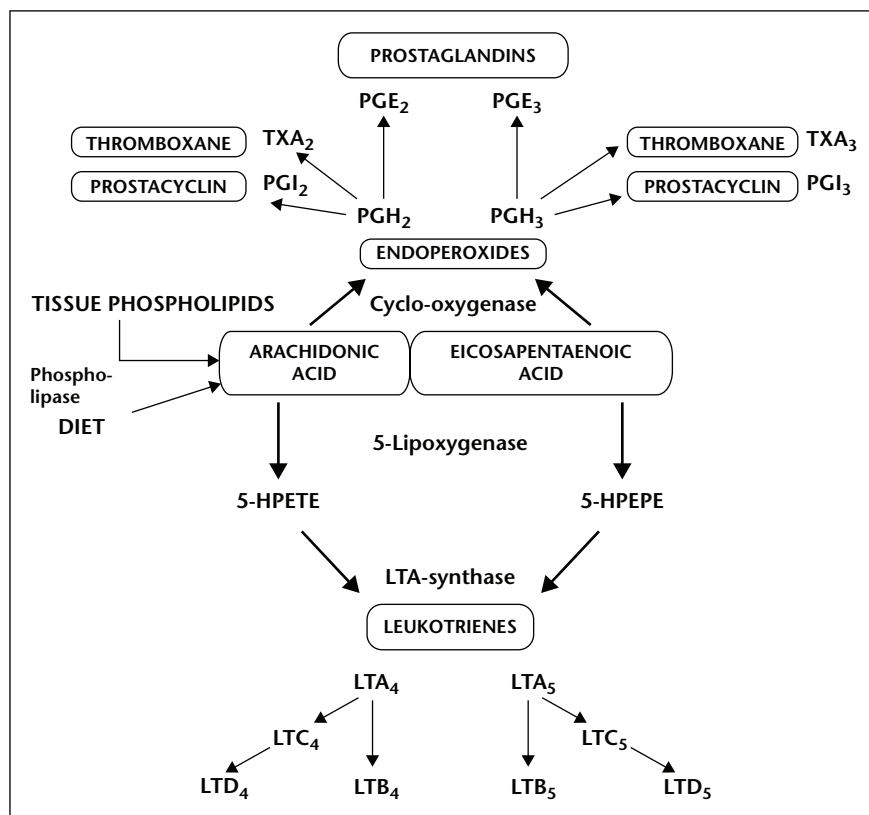 PROSTAGLANDINS
PGE₂ PGE₃
THROMBOXANE TXA₂ THROMBOXANE TXA₃
PROSTACYCLIN PGI₂ PROSTACYCLIN PGI₃
PGH₂ PGH₃
ENDOPEROXIDES
TISSUE PHOSPHOLIPIDS Cyclo-oxygenase
ARACHIDONIC
ACID
EICOSAPENTAENOIC
ACID
Phospho-
lipase
DIET
5-Lipoxygenase
5-HPETE 5-HPEPE
LTA-synthase
LEUKOTRIENES
LTA₄ LTA₅
LTC₄ LTC₅
LTD₄ LTB₄ LTB₅ LTD₅